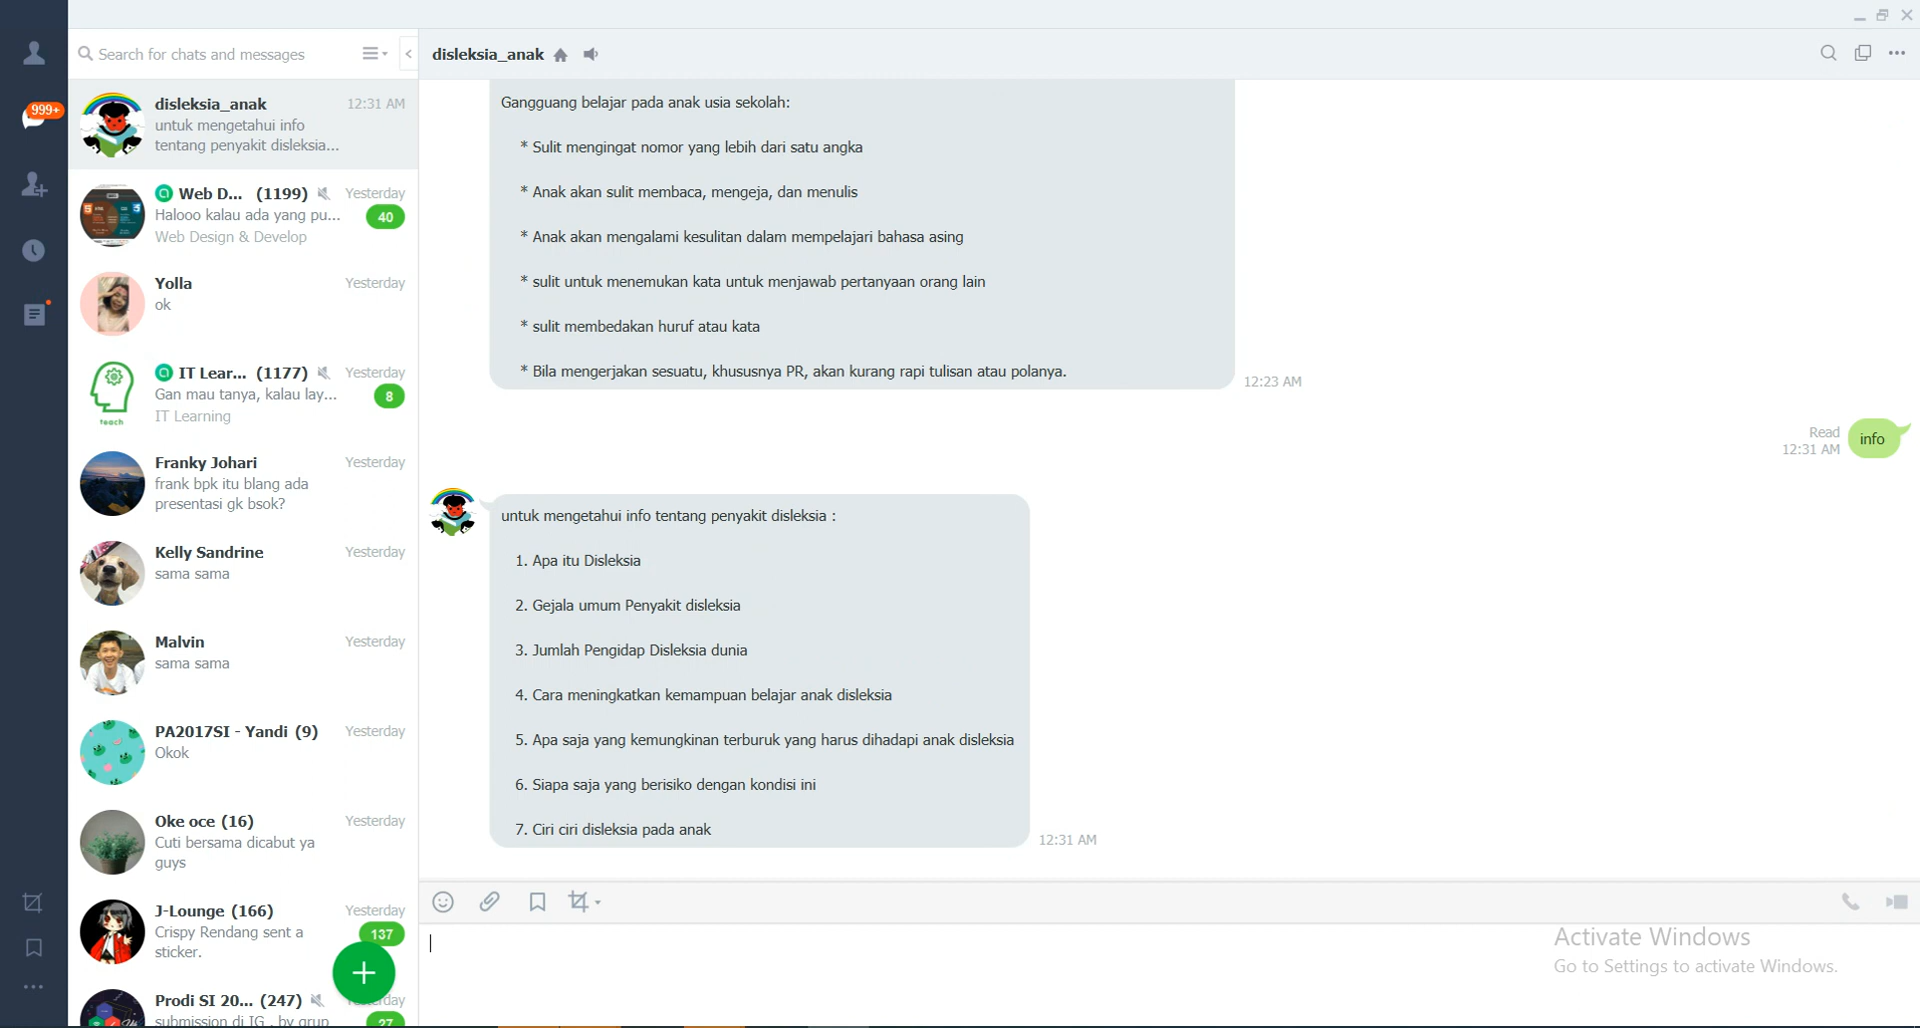 Search for chats and messages
disleksia_anak
999+
disleksia_anak 12:31 AM
untuk mengetahui info
tentang penyakit disleksia...
Web D... (1199) Yesterday
Halooo kalau ada yang pu... 40
Web Design & Develop
Yolla Yesterday
ok
IT Lear... (1177) Yesterday
Gan mau tanya, kalau lay... 8
IT Learning
teach
Franky Johari Yesterday
frank bpk itu blang ada
presentasi gk bsok?
Kelly Sandrine Yesterday
sama sama
Malvin Yesterday
sama sama
PA2017SI - Yandi (9) Yesterday
Okok
Oke oce (16) Yesterday
Cuti bersama dicabut ya
guys
J-Lounge (166) Yesterday
Crispy Rendang sent a 137
sticker.
Prodi SI 20... (247)
submission di IG , by grup 27
Gangguang belajar pada anak usia sekolah:
* Sulit mengingat nomor yang lebih dari satu angka
* Anak akan sulit membaca, mengeja, dan menulis
* Anak akan mengalami kesulitan dalam mempelajari bahasa asing
* sulit untuk menemukan kata untuk menjawab pertanyaan orang lain
* sulit membedakan huruf atau kata
* Bila mengerjakan sesuatu, khususnya PR, akan kurang rapi tulisan atau polanya.
12:23 AM
Read
12:31 AM
info
untuk mengetahui info tentang penyakit disleksia :
1. Apa itu Disleksia
2. Gejala umum Penyakit disleksia
3. Jumlah Pengidap Disleksia dunia
4. Cara meningkatkan kemampuan belajar anak disleksia
5. Apa saja yang kemungkinan terburuk yang harus dihadapi anak disleksia
6. Siapa saja yang berisiko dengan kondisi ini
7. Ciri ciri disleksia pada anak
12:31 AM
Activate Windows
Go to Settings to activate Windows.